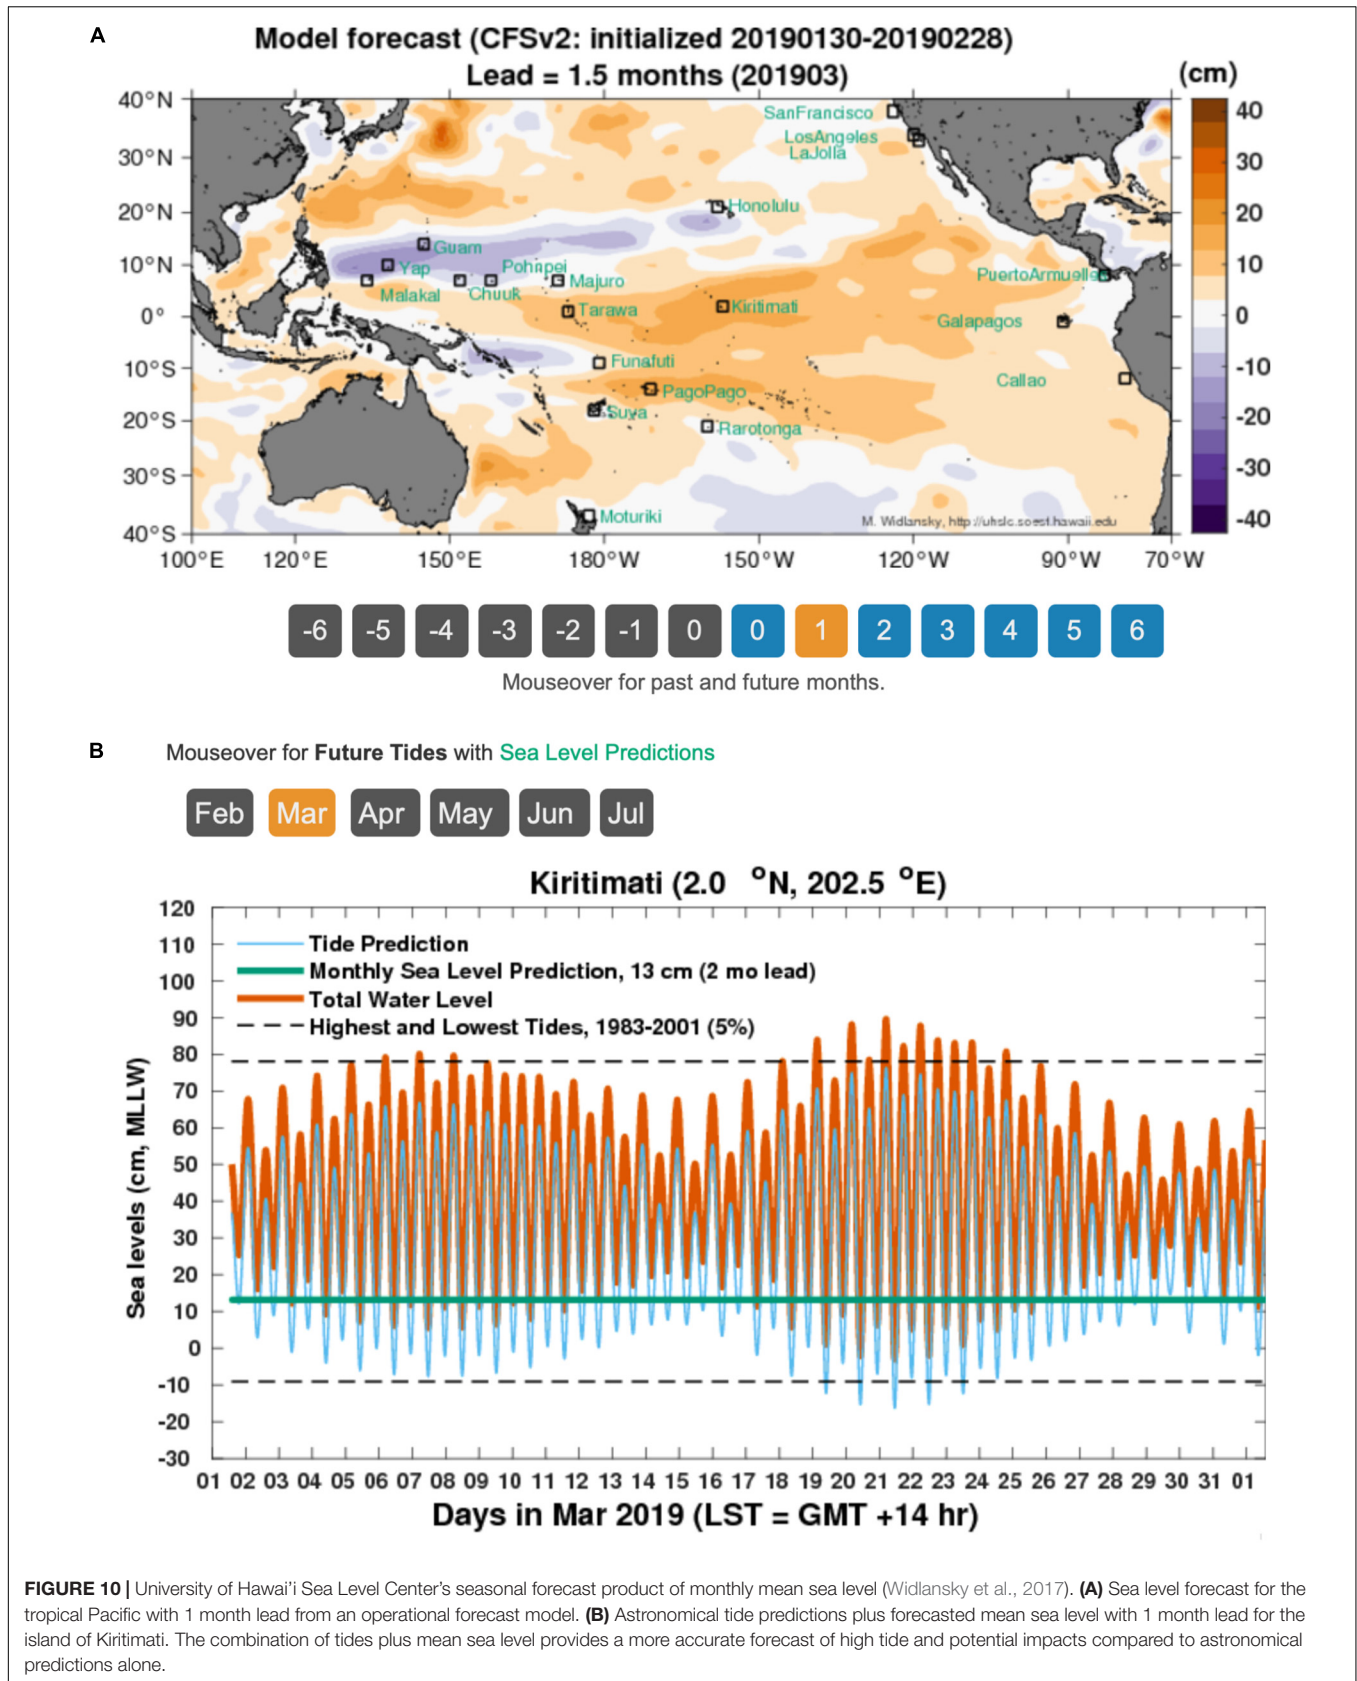 A
Model forecast (CFSv2: initialized 20190130-20190228)
Lead = 1.5 months (201903)
(cm)
40°N
30°N
20°N
10°N
0°
10°S
20°S
30°S
40°S
100°E 120°E 150°E 180°W 150°W 120°W 90°W 70°W
SanFrancisco
LosAngeles
LaJolla
Honolulu
Guam
Yap
Pohnpei
Malakal
Chuuk
Majuro
PuertoArmuelles
Tarawa
Kiritimati
Galapagos
Funafuti
Callao
PagoPago
Suva
Rarotonga
Moturiki
M. Widlansky, http://uhslc.soest.hawaii.edu
40
30
20
10
0
-10
-20
-30
-40
-6 -5 -4 -3 -2 -1 0 0 1 2 3 4 5 6
Mouseover for past and future months.
B
Mouseover for Future Tides with Sea Level Predictions
Feb Mar Apr May Jun Jul
Kiritimati (2.0 °N, 202.5 °E)
Tide Prediction
Monthly Sea Level Prediction, 13 cm (2 mo lead)
Total Water Level
Highest and Lowest Tides, 1983-2001 (5%)
Sea levels (cm, MLLW)
120
110
100
90
80
70
60
50
40
30
20
10
0
-10
-20
-30
01 02 03 04 05 06 07 08 09 10 11 12 13 14 15 16 17 18 19 20 21 22 23 24 25 26 27 28 29 30 31 01
Days in Mar 2019 (LST = GMT +14 hr)
FIGURE 10 | University of Hawai'i Sea Level Center's seasonal forecast product of monthly mean sea level (Widlansky et al., 2017). (A) Sea level forecast for the
tropical Pacific with 1 month lead from an operational forecast model. (B) Astronomical tide predictions plus forecasted mean sea level with 1 month lead for the
island of Kiritimati. The combination of tides plus mean sea level provides a more accurate forecast of high tide and potential impacts compared to astronomical
predictions alone.